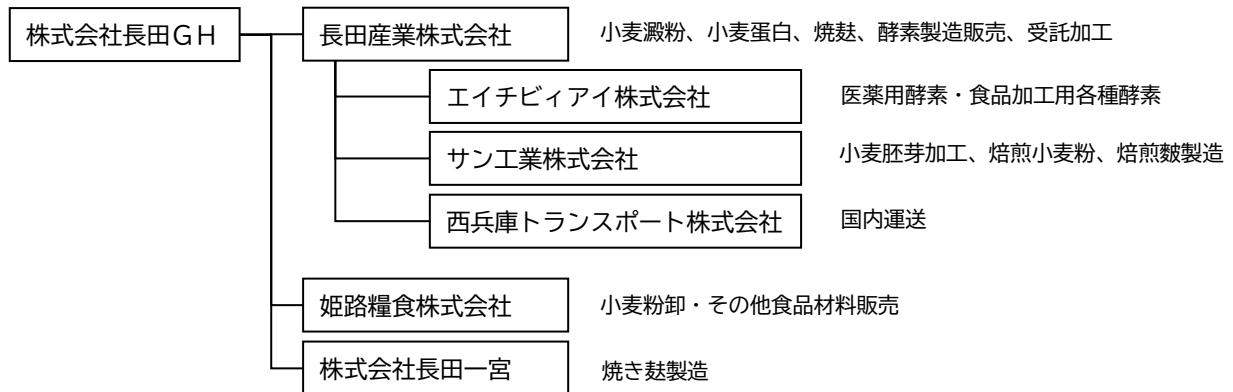 株式会社長田ＧＨ
長田産業株式会社
小麦澱粉、小麦蛋白、焼麸、酵素製造販売、受託加工
エイチビィアイ株式会社
医薬用酵素・食品加工用各種酵素
サン工業株式会社
小麦胚芽加工、焙煎小麦粉、焙煎麬製造
西兵庫トランスポート株式会社
国内運送
姫路糧食株式会社
小麦粉卸・その他食品材料販売
株式会社長田一宮
焼き麸製造